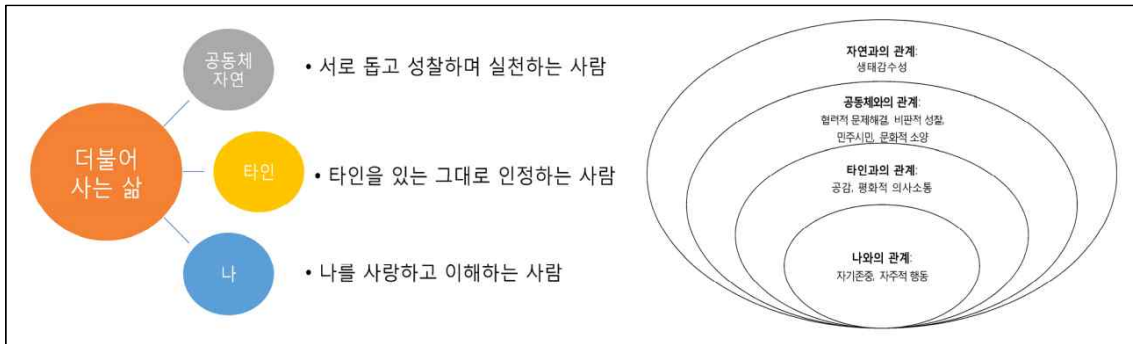 공동체
자연
• 서로 돕고 성찰하며 실천하는 사람
더불어
사는 삶
타인
• 타인을 있는 그대로 인정하는 사람
나
• 나를 사랑하고 이해하는 사람
자연과의 관계:
생태감수성
공동체와의 관계:
협력적 문제해결, 비판적 성찰,
민주시민, 문화적 소양
타인과의 관계:
공감, 평화적 의사소통
나와의 관계:
자기존중, 자주적 행동